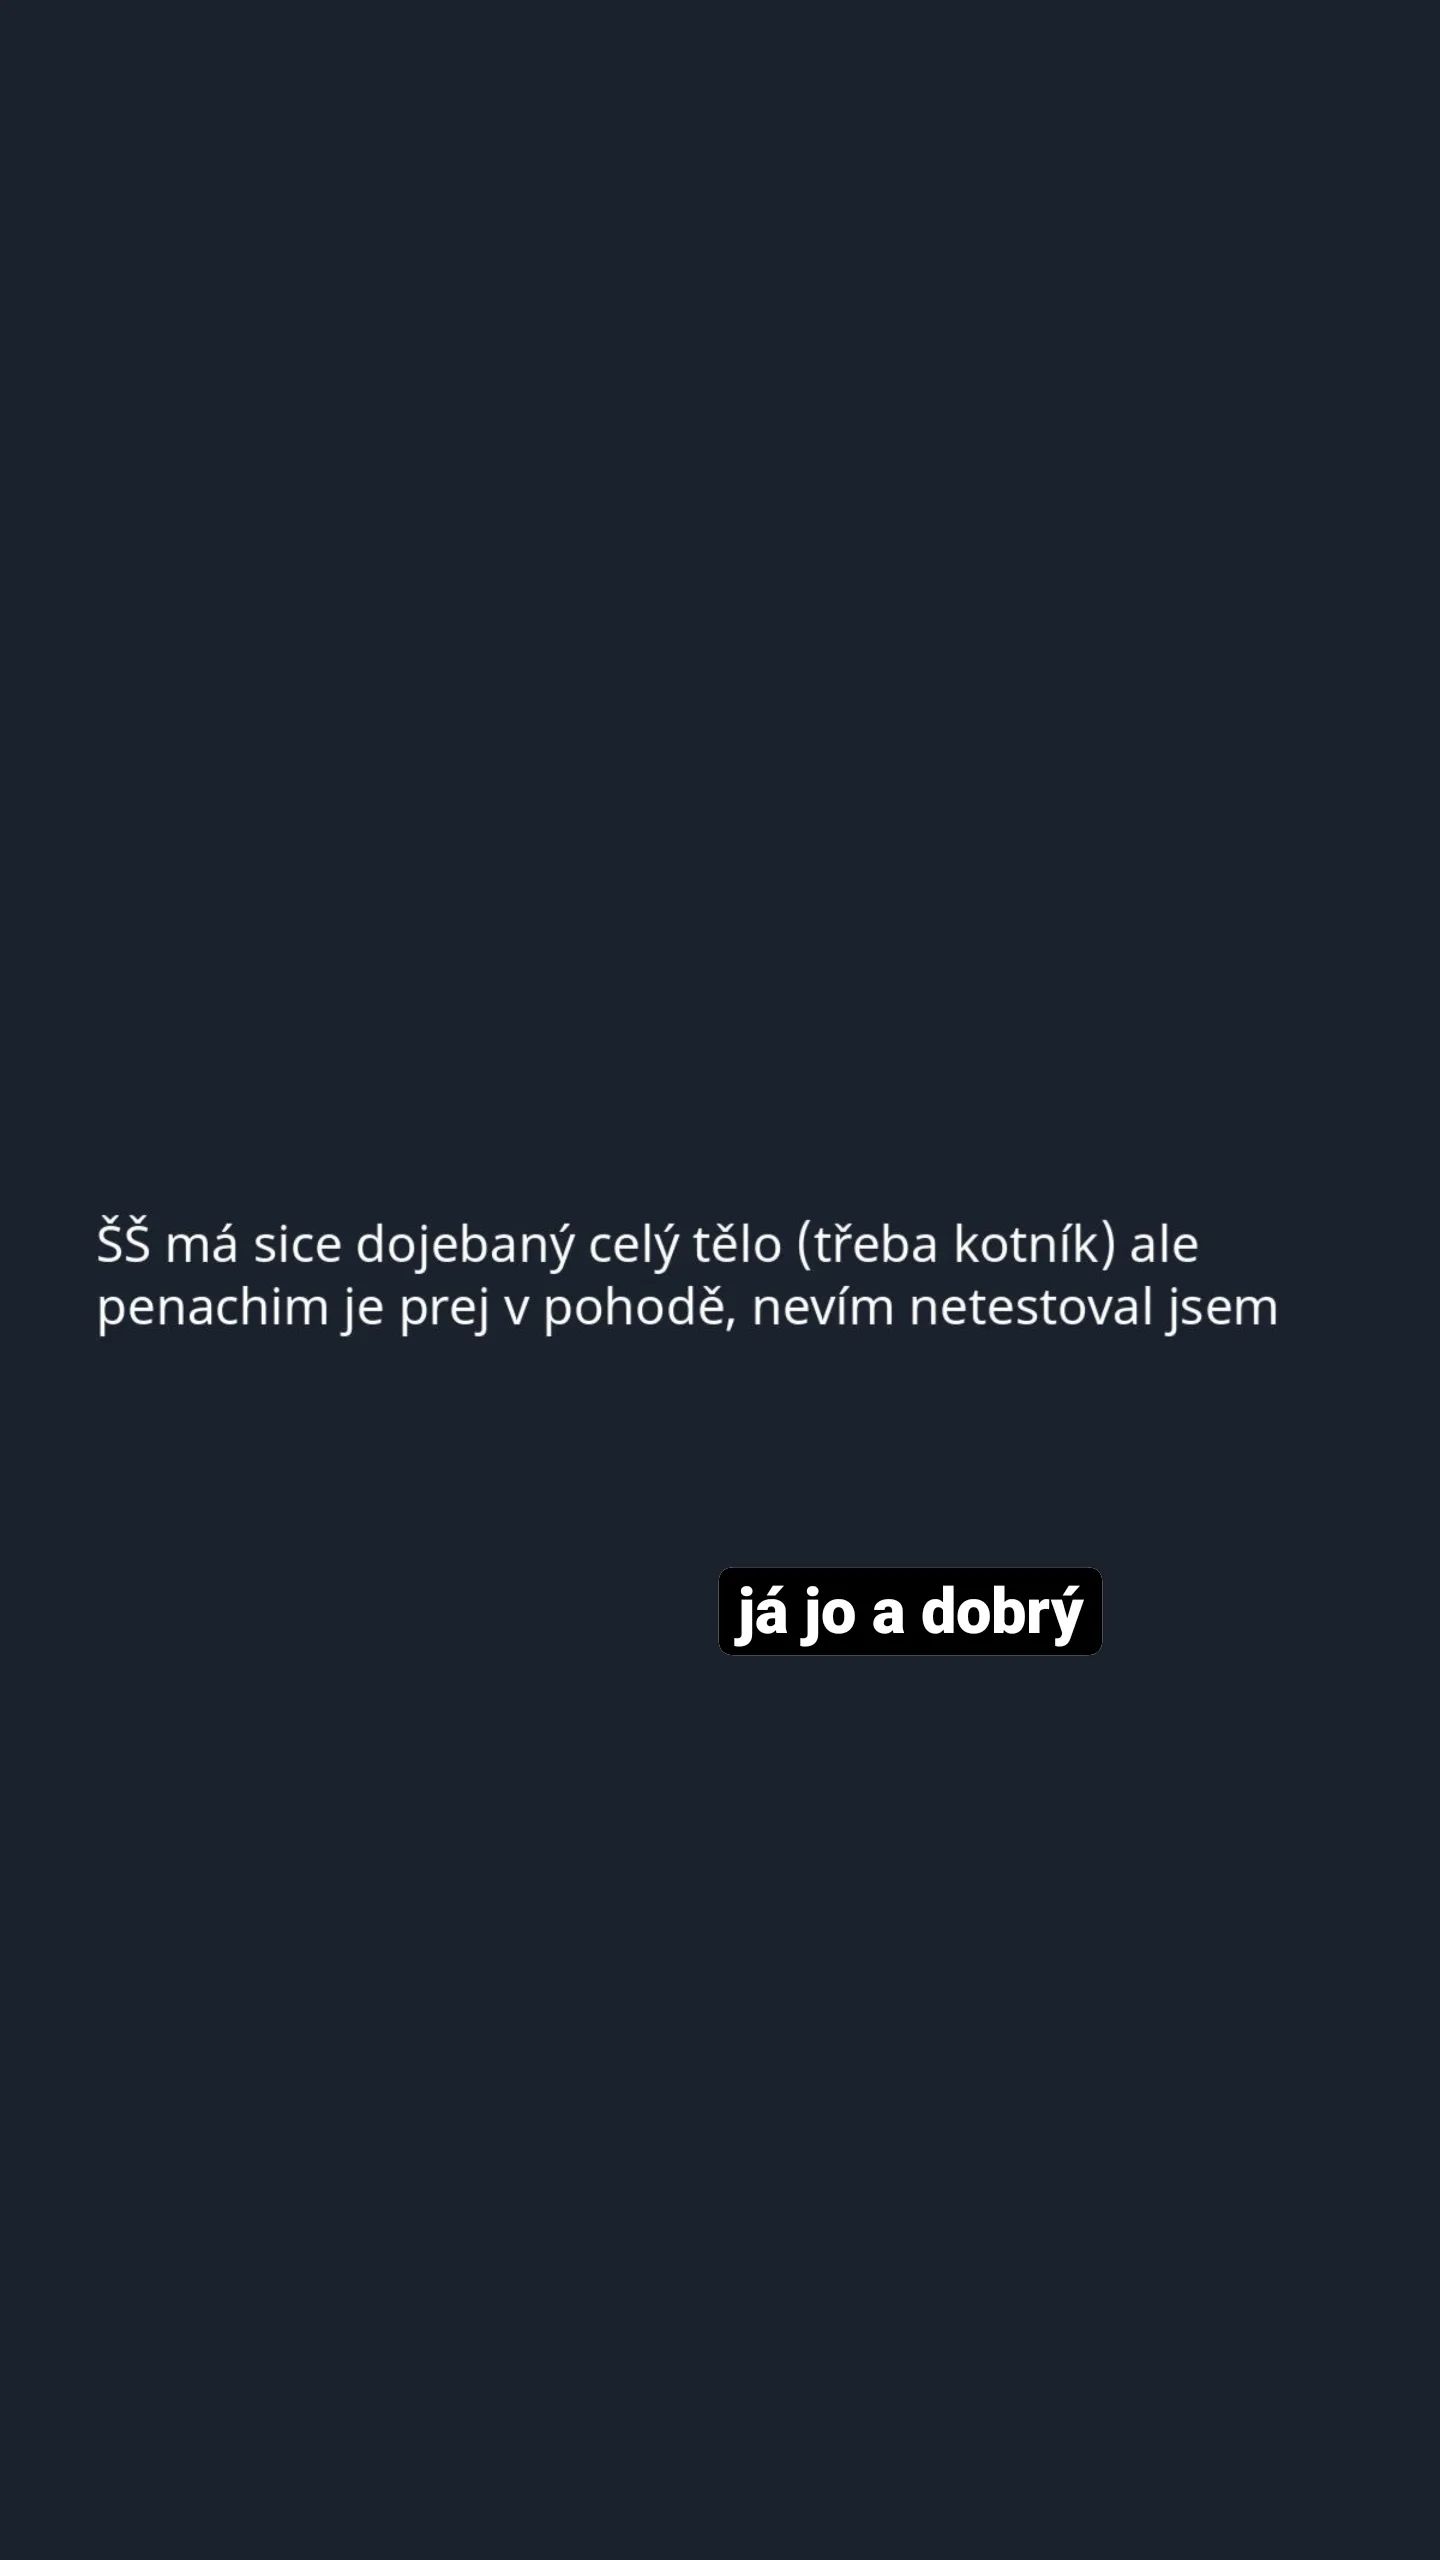 ŠŠ má sice dojebaný celý tělo (třeba kotník) ale
penachim je prej v pohodě, nevím netestoval jsem
já jo a dobrý